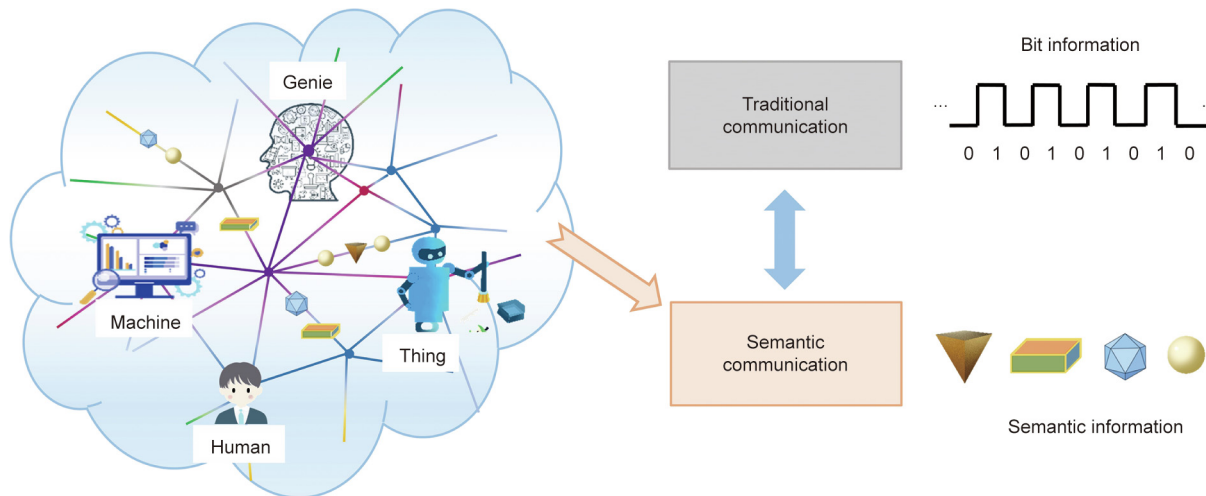 Genie
Machine
Thing
Human
Traditional
communication
Semantic
communication
Bit information
... ..
0 1 0 1 0 1 0 1 0
Semantic information